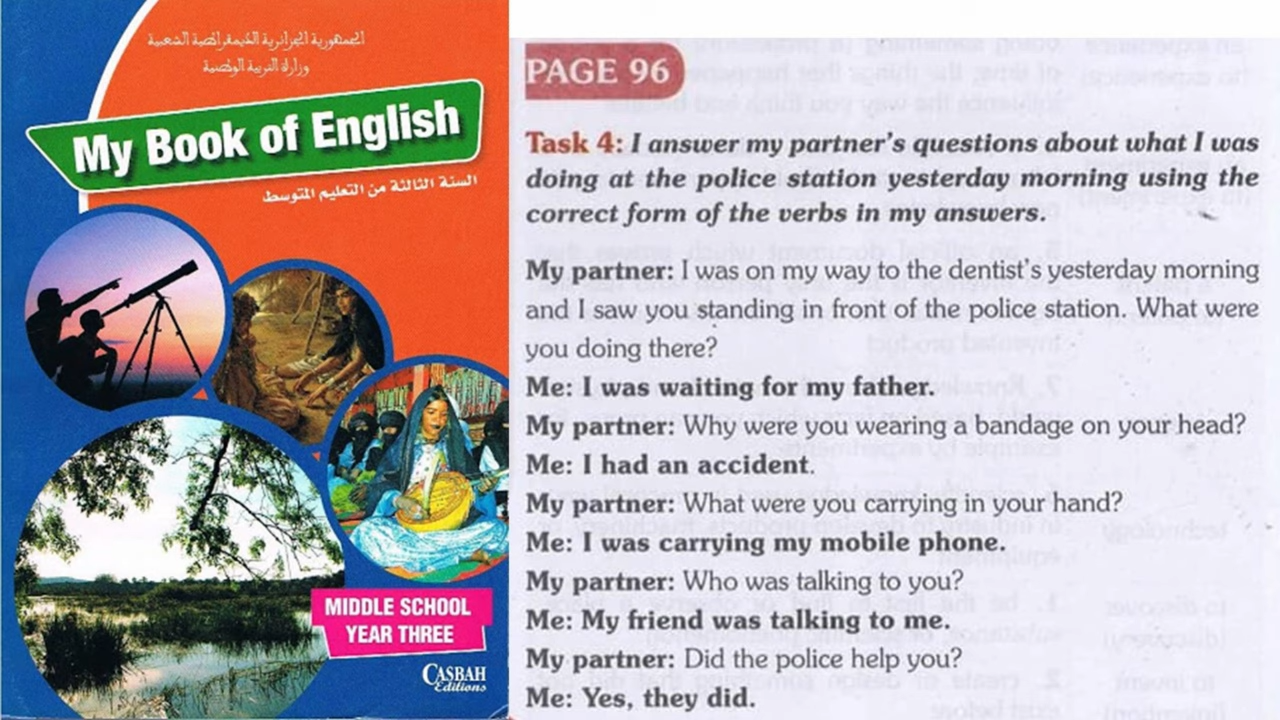 الجمهورية الجزائرية الديمقراطية الشعبية
وزارة التربية الوطنية
My Book of English
السنة الثالثة من التعليم المتوسط
MIDDLE SCHOOL
YEAR THREE
CASBAH
Editions
PAGE 96
Task 4: I answer my partner's questions about what I was
doing at the police station yesterday morning using the
correct form of the verbs in my answers.
My partner: I was on my way to the dentist's yesterday morning
and I saw you standing in front of the police station. What were
you doing there?
Me: I was waiting for my father.
My partner: Why were you wearing a bandage on your head?
Me: I had an accident.
My partner: What were you carrying in your hand?
Me: I was carrying my mobile phone.
My partner: Who was talking to you?
Me: My friend was talking to me.
My partner: Did the police help you?
Me: Yes, they did.